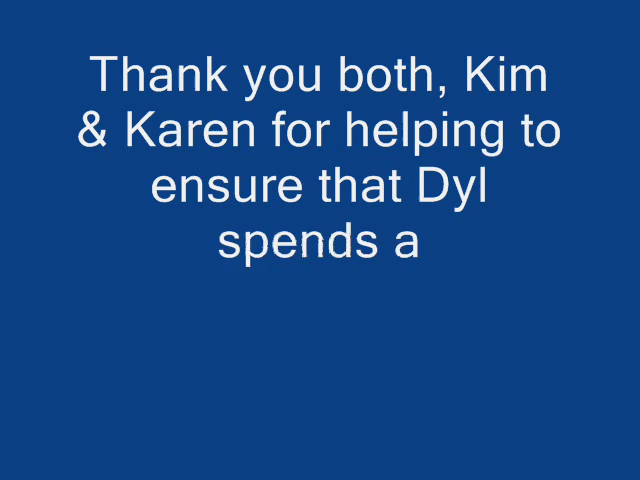 Thank you both, Kim
& Karen for helping to
ensure that Dyl
spends a